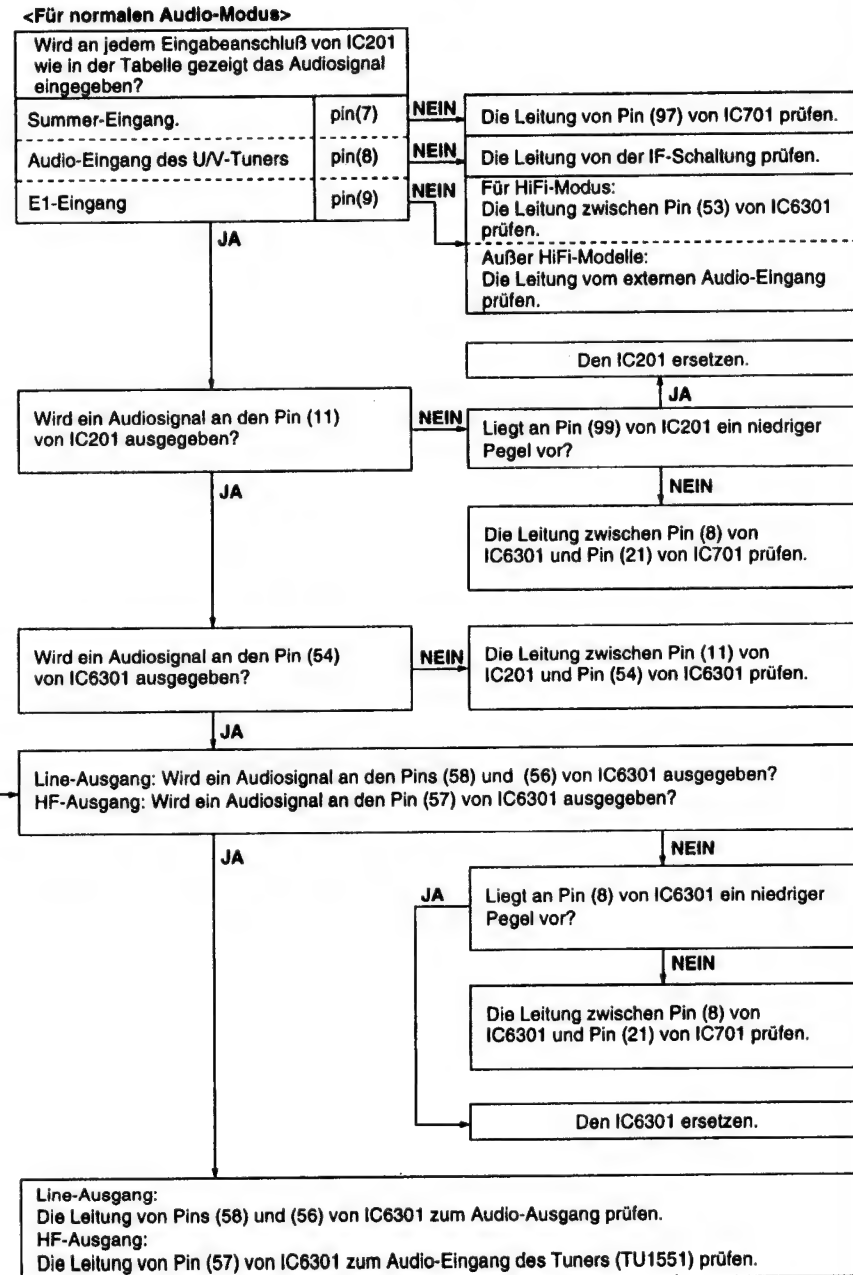 <Für normalen Audio-Modus>
Wird an jedem Eingabeanschluß von IC201
wie in der Tabelle gezeigt das Audiosignal
eingegeben?
Summer-Eingang.
pin(7)
NEIN
Die Leitung von Pin (97) von IC701 prüfen.
Audio-Eingang des U/V-Tuners
pin(8)
NEIN
Die Leitung von der IF-Schaltung prüfen.
E1-Eingang
pin(9)
NEIN
Für HiFi-Modus:
Die Leitung zwischen Pin (53) von IC6301
prüfen.
Außer HiFi-Modelle:
Die Leitung vom externen Audio-Eingang
prüfen.
JA
Den IC201 ersetzen.
JA
Wird ein Audiosignal an den Pin (11)
von IC201 ausgegeben?
NEIN
Liegt an Pin (99) von IC201 ein niedriger
Pegel vor?
JA
NEIN
Die Leitung zwischen Pin (8) von
IC6301 und Pin (21) von IC701 prüfen.
Wird ein Audiosignal an den Pin (54)
von IC6301 ausgegeben?
NEIN
Die Leitung zwischen Pin (11) von
IC201 und Pin (54) von IC6301 prüfen.
JA
Line-Ausgang: Wird ein Audiosignal an den Pins (58) und (56) von IC6301 ausgegeben?
HF-Ausgang: Wird ein Audiosignal an den Pin (57) von IC6301 ausgegeben?
JA
NEIN
JA
Liegt an Pin (8) von IC6301 ein niedriger
Pegel vor?
NEIN
Die Leitung zwischen Pin (8) von
IC6301 und Pin (21) von IC701 prüfen.
Den IC6301 ersetzen.
Line-Ausgang:
Die Leitung von Pins (58) und (56) von IC6301 zum Audio-Ausgang prüfen.
HF-Ausgang:
Die Leitung von Pin (57) von IC6301 zum Audio-Eingang des Tuners (TU1551) prüfen.